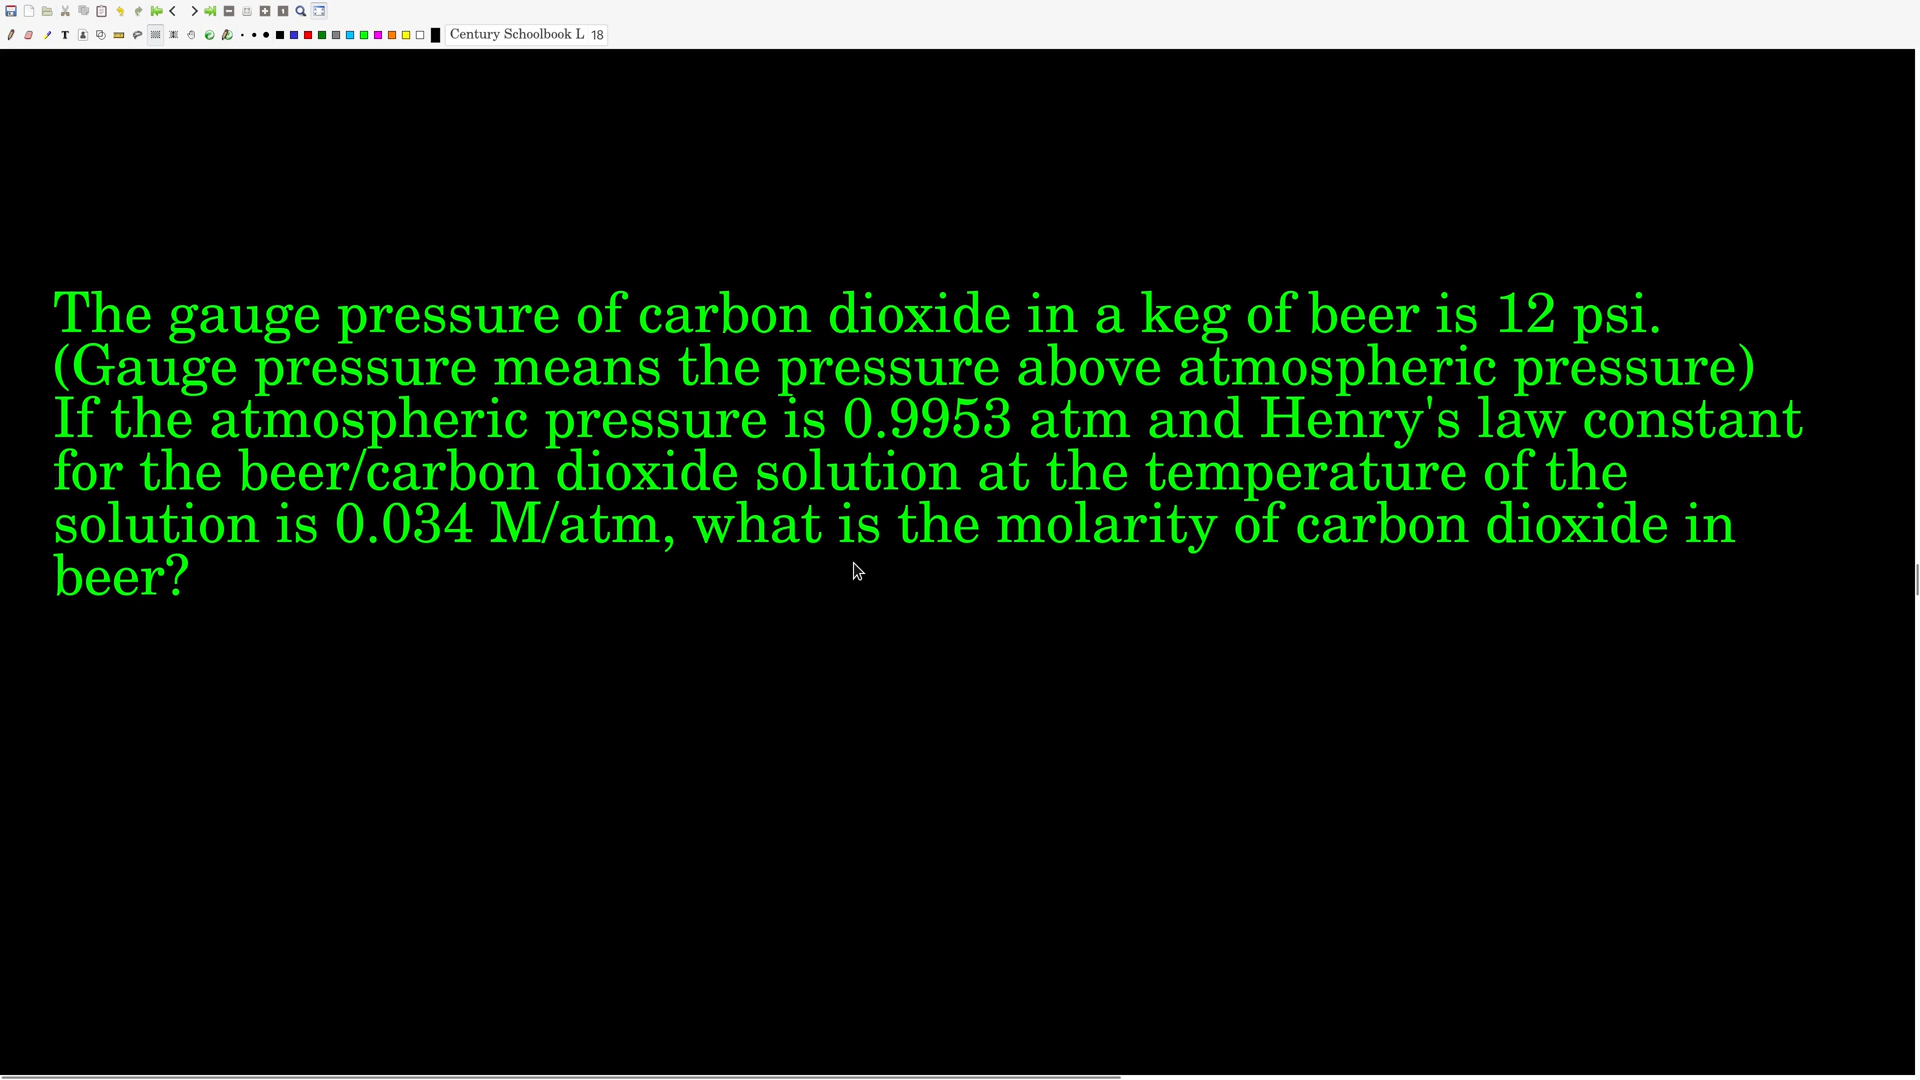 Century Schoolbook L 18
The gauge pressure of carbon dioxide in a keg of beer is 12 psi.
(Gauge pressure means the pressure above atmospheric pressure)
If the atmospheric pressure is 0.9953 atm and Henry's law constant
for the beer/carbon dioxide solution at the temperature of the
solution is 0.034 M/atm, what is the molarity of carbon dioxide in
beer?